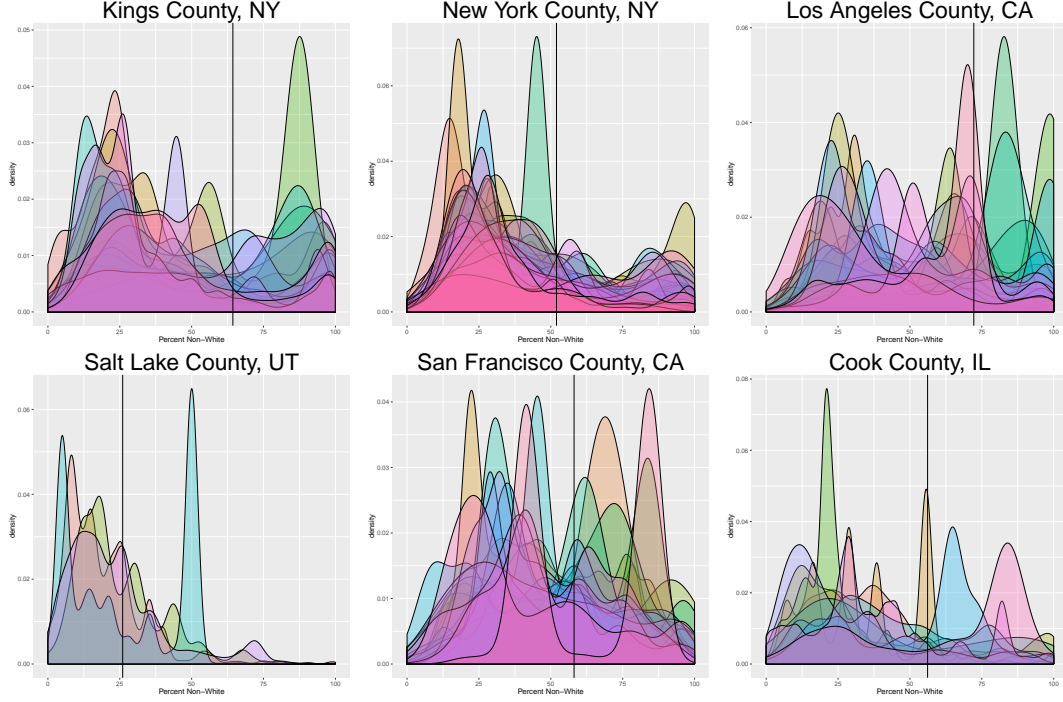 Kings County, NY
New York County, NY
Los Angeles County, CA
density
0.05
0.04
0.03
0.02
0.01
0.00
0 25 50 75 100
Percent Non−White
density
0.06
0.04
0.02
0.00
0 25 50 75 100
Percent Non−White
density
0.06
0.04
0.02
0.00
0 25 50 75 100
Percent Non−White
Salt Lake County, UT
San Francisco County, CA
Cook County, IL
density
0.06
0.04
0.02
0.00
0 25 50 75 100
Percent Non−White
density
0.04
0.03
0.02
0.01
0.00
0 25 50 75 100
Percent Non−White
density
0.08
0.06
0.04
0.02
0.00
0 25 50 75 100
Percent Non−White